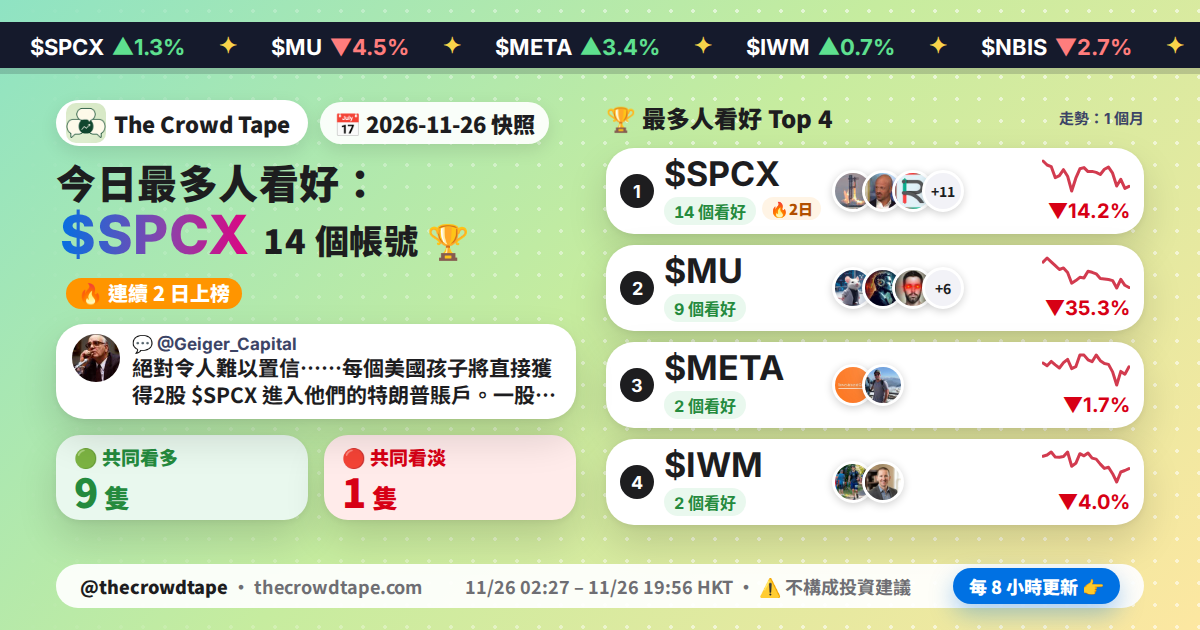 $SPCX ▲1.3% ✦ $MU ▼4.5% ✦ $META ▲3.4% ✦ $IWM ▲0.7% ✦ $NBIS ▼2.7% ✦
The Crowd Tape
📅 2026-11-26 快照
今日最多人看好：
$SPCX 14 個帳號 🏆
🔥 連續 2 日上榜
💬 @Geiger_Capital
絕對令人難以置信⋯⋯每個美國孩子將直接獲
得2股 $SPCX 進入他們的特朗普賬戶。一股⋯
🟢 共同看多
9 隻
🔴 共同看淡
1 隻
🏆 最多人看好 Top 4
走勢：1 個月
1
$SPCX
14 個看好
🔥2日
+11
▼14.2%
2
$MU
9 個看好
+6
▼35.3%
3
$META
2 個看好
▼1.7%
4
$IWM
2 個看好
▼4.0%
@thecrowdtape • thecrowdtape.com
11/26 02:27 – 11/26 19:56 HKT • ⚠️ 不構成投資建議
每 8 小時更新 👉